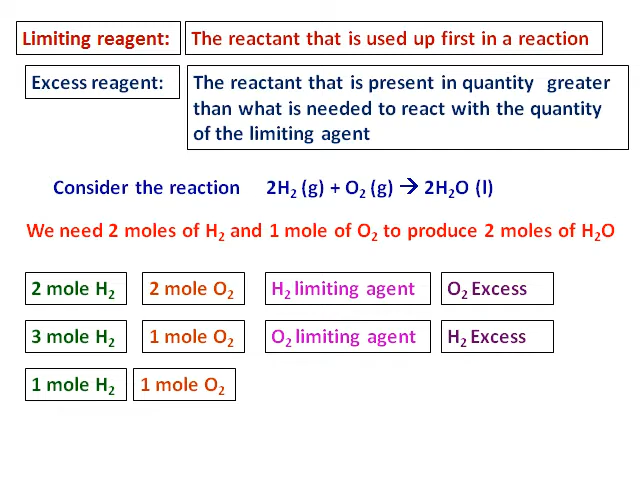 Limiting reagent: The reactant that is used up first in a reaction
Excess reagent: The reactant that is present in quantity greater
than what is needed to react with the quantity
of the limiting agent
Consider the reaction 2H₂ (g) + O₂ (g) → 2H₂O (l)
We need 2 moles of H₂ and 1 mole of O₂ to produce 2 moles of H₂O
2 mole H₂ 2 mole O₂ H₂ limiting agent O₂ Excess
3 mole H₂ 1 mole O₂ O₂ limiting agent H₂ Excess
1 mole H₂ 1 mole O₂